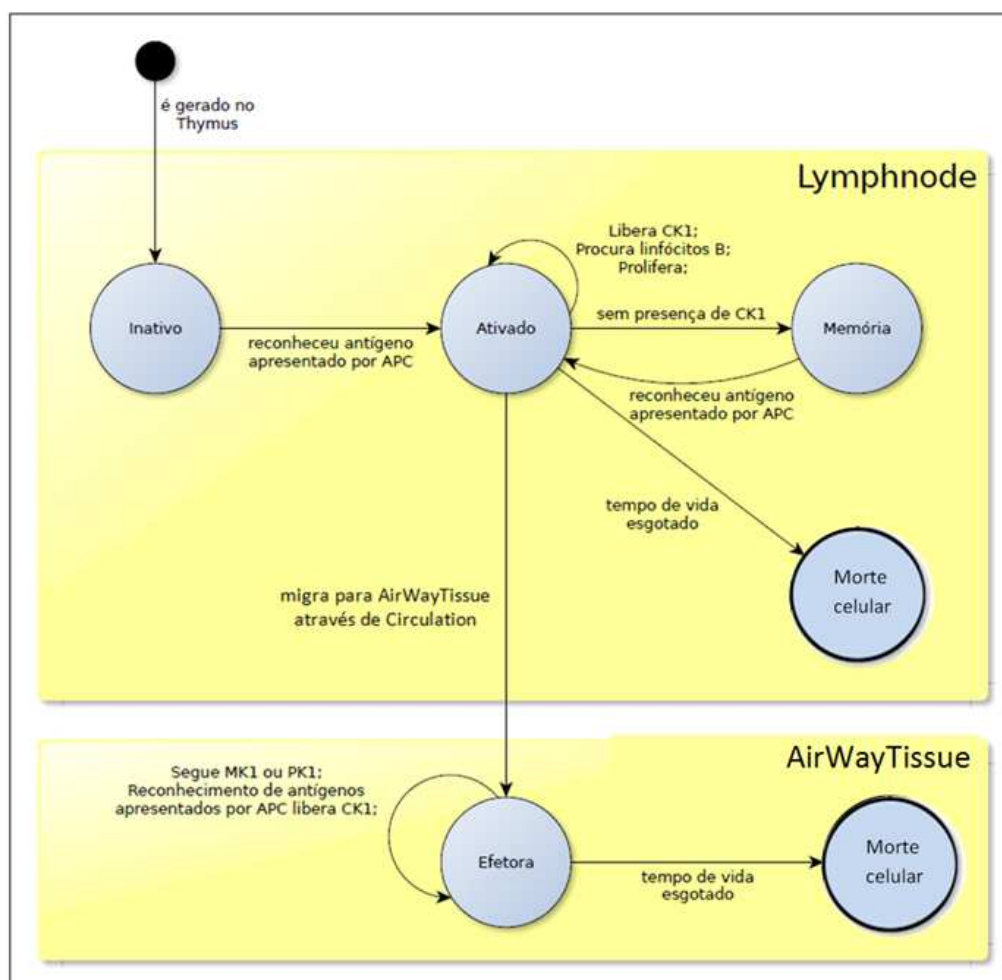 é gerado no
Thymus
Lymphnode
Libera CK1;
Procura linfócitos B;
Prolifera;
Inativo
reconheceu antígeno
apresentado por APC
Ativado
sem presença de CK1
Memória
reconheceu antígeno
apresentado por APC
tempo de vida
esgotado
Morte
celular
migra para AirWayTissue
através de Circulation
AirWayTissue
Segue MK1 ou PK1;
Reconhecimento de antígenos
apresentados por APC libera CK1;
Efetora
tempo de vida
esgotado
Morte
celular